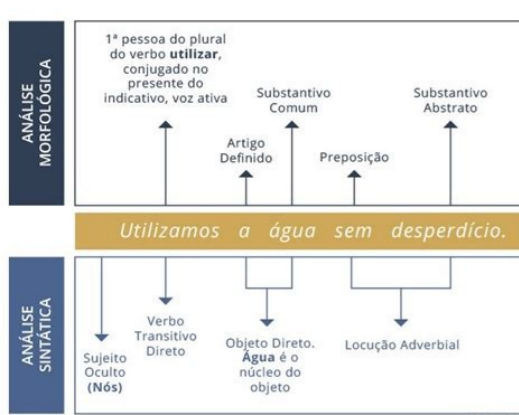 ANÁLISE
MORFOLÓGICA
1ª pessoa do plural
do verbo utilizar,
conjugado no
presente do
indicativo, voz ativa
Artigo
Definido
Substantivo
Comum
Preposição
Substantivo
Abstrato
Utilizamos a água sem desperdício.
ANÁLISE
SINTÁTICA
Sujeito
Oculto
(Nós)
Verbo
Transitivo
Direto
Objeto Direto.
Água é o
núcleo do
objeto
Locução Adverbial